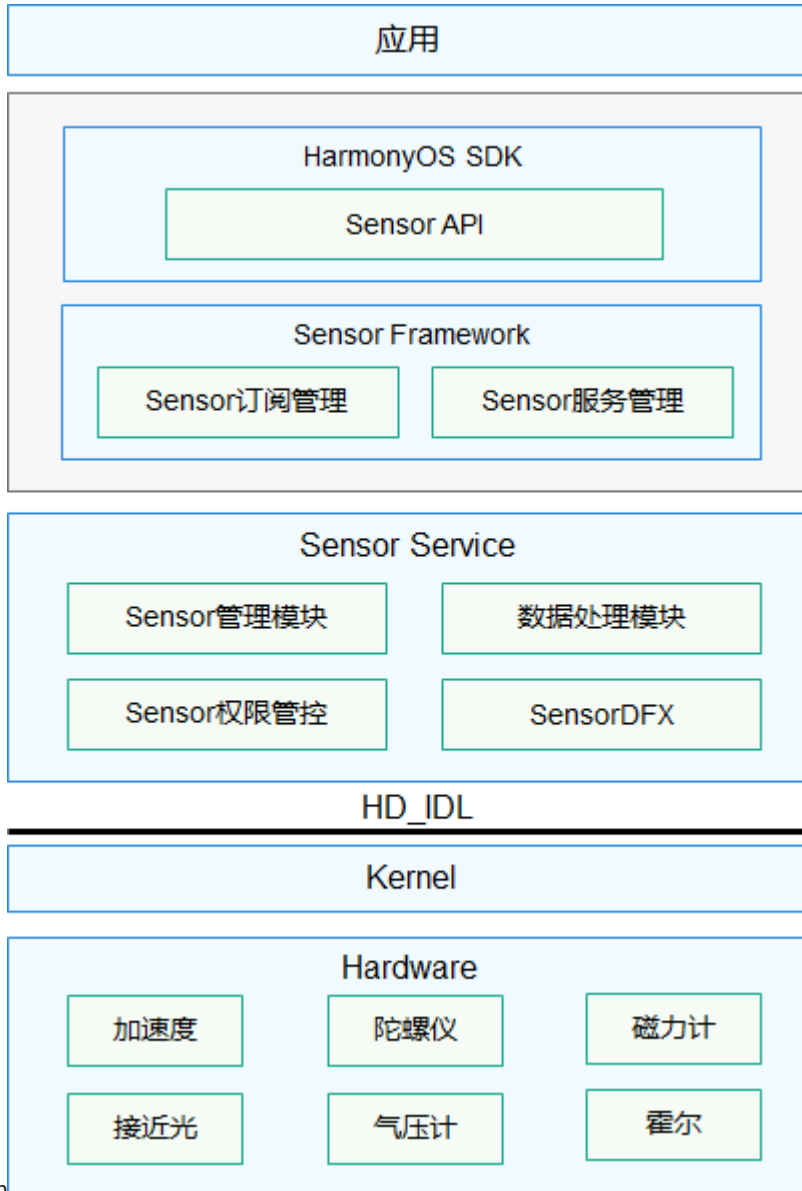 应用
HarmonyOS SDK
Sensor API
Sensor Framework
Sensor订阅管理 Sensor服务管理
Sensor Service
Sensor管理模块 数据处理模块
Sensor权限管控 SensorDFX
HD_IDL
Kernel
Hardware
加速度 陀螺仪 磁力计
接近光 气压计 霍尔